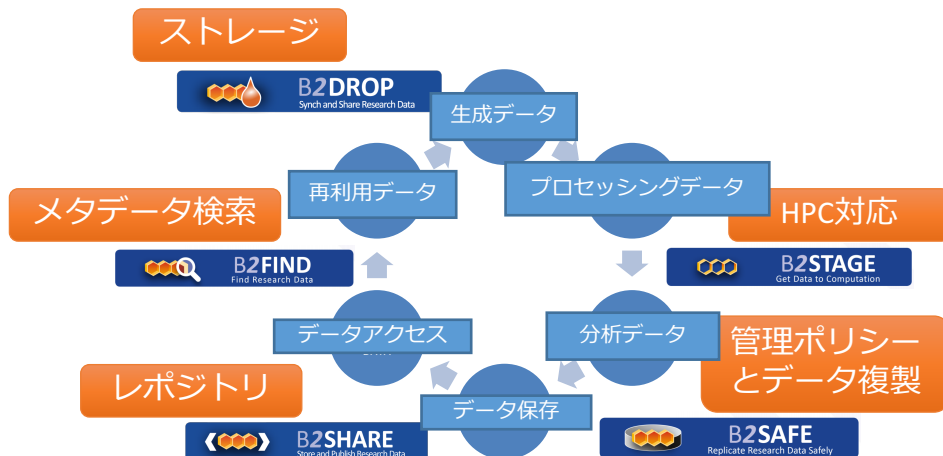 ストレージ
B2DROP
Synch and Share Research Data
生成データ
再利用データ
プロセッシングデータ
メタデータ検索
HPC対応
B2FIND
Find Research Data
B2STAGE
Get Data to Computation
データアクセス
分析データ
管理ポリシー
とデータ複製
レポジトリ
データ保存
B2SHARE
Store and Publish Research Data
B2SAFE
Replicate Research Data Safely